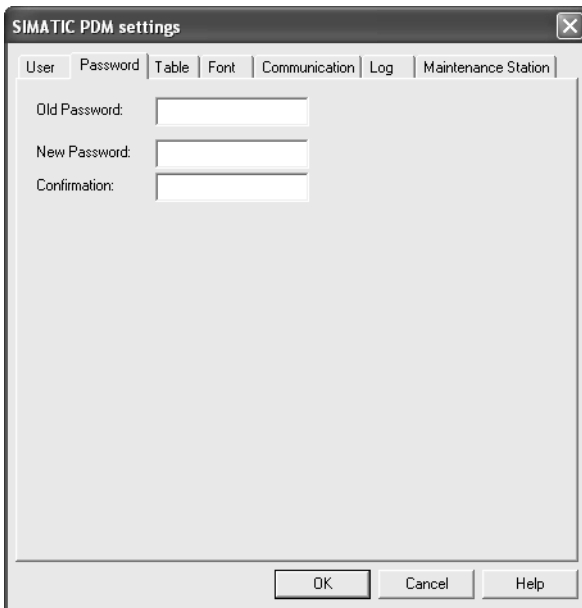 SIMATIC PDM settings
User Password Table Font Communication Log Maintenance Station
Old Password:
New Password:
Confirmation:
OK Cancel Help